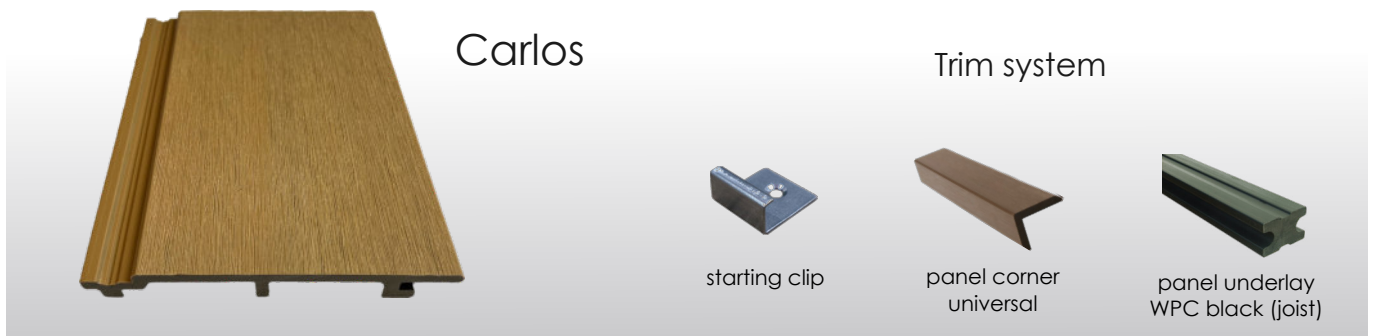 Carlos
Trim system
starting clip
panel corner
universal
panel underlay
WPC black (joist)